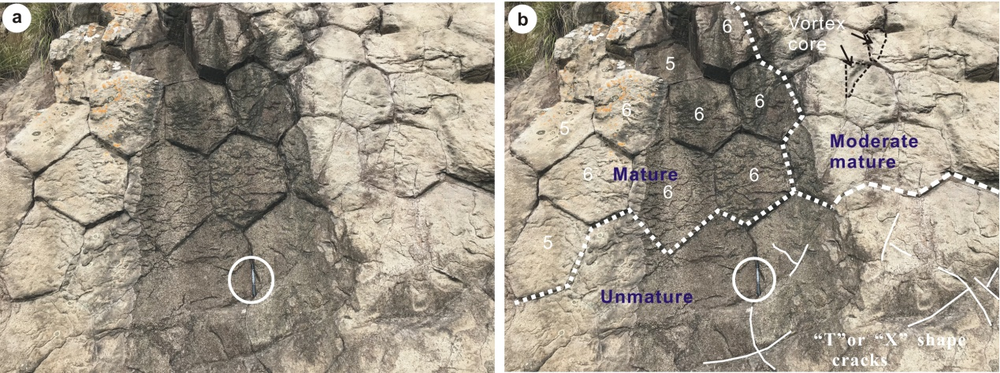 a
b
6
Vortex
core
5
6
6
6
5
Moderate
mature
6
Mature
6
6
5
Unmature
“T”or “X” shape
cracks